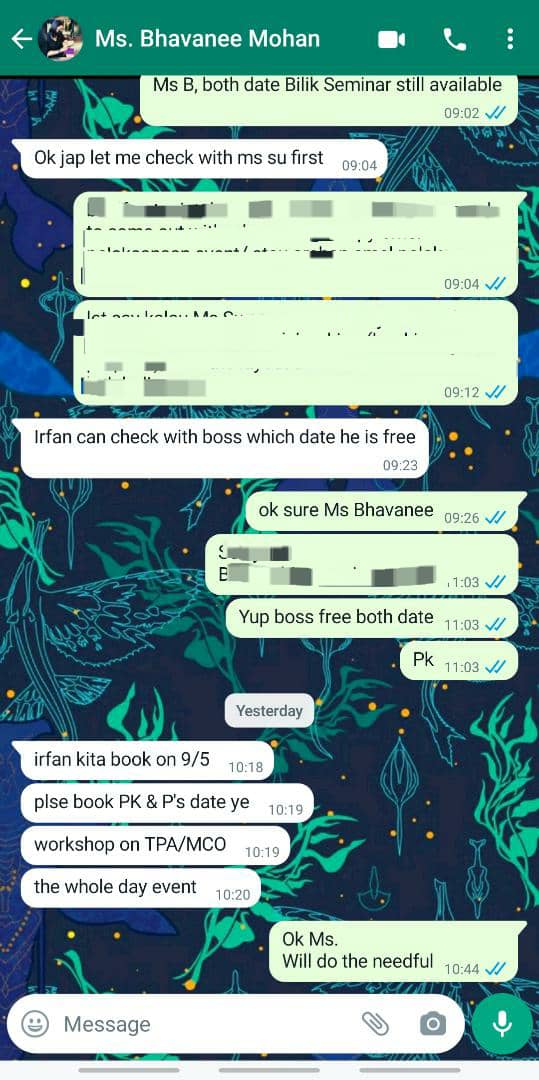 Ms. Bhavanee Mohan
Ms B, both date Bilik Seminar still available
09:02
Ok jap let me check with ms su first
09:04
09:04
09:12
Irfan can check with boss which date he is free
09:23
ok sure Ms Bhavanee
09:26
1:03
Yup boss free both date
11:03
Pk
11:03
Yesterday
irfan kita book on 9/5
10:18
plse book PK & P's date ye
10:19
workshop on TPA/MCO
10:19
the whole day event
10:20
Ok Ms.
Will do the needful
10:44
Message